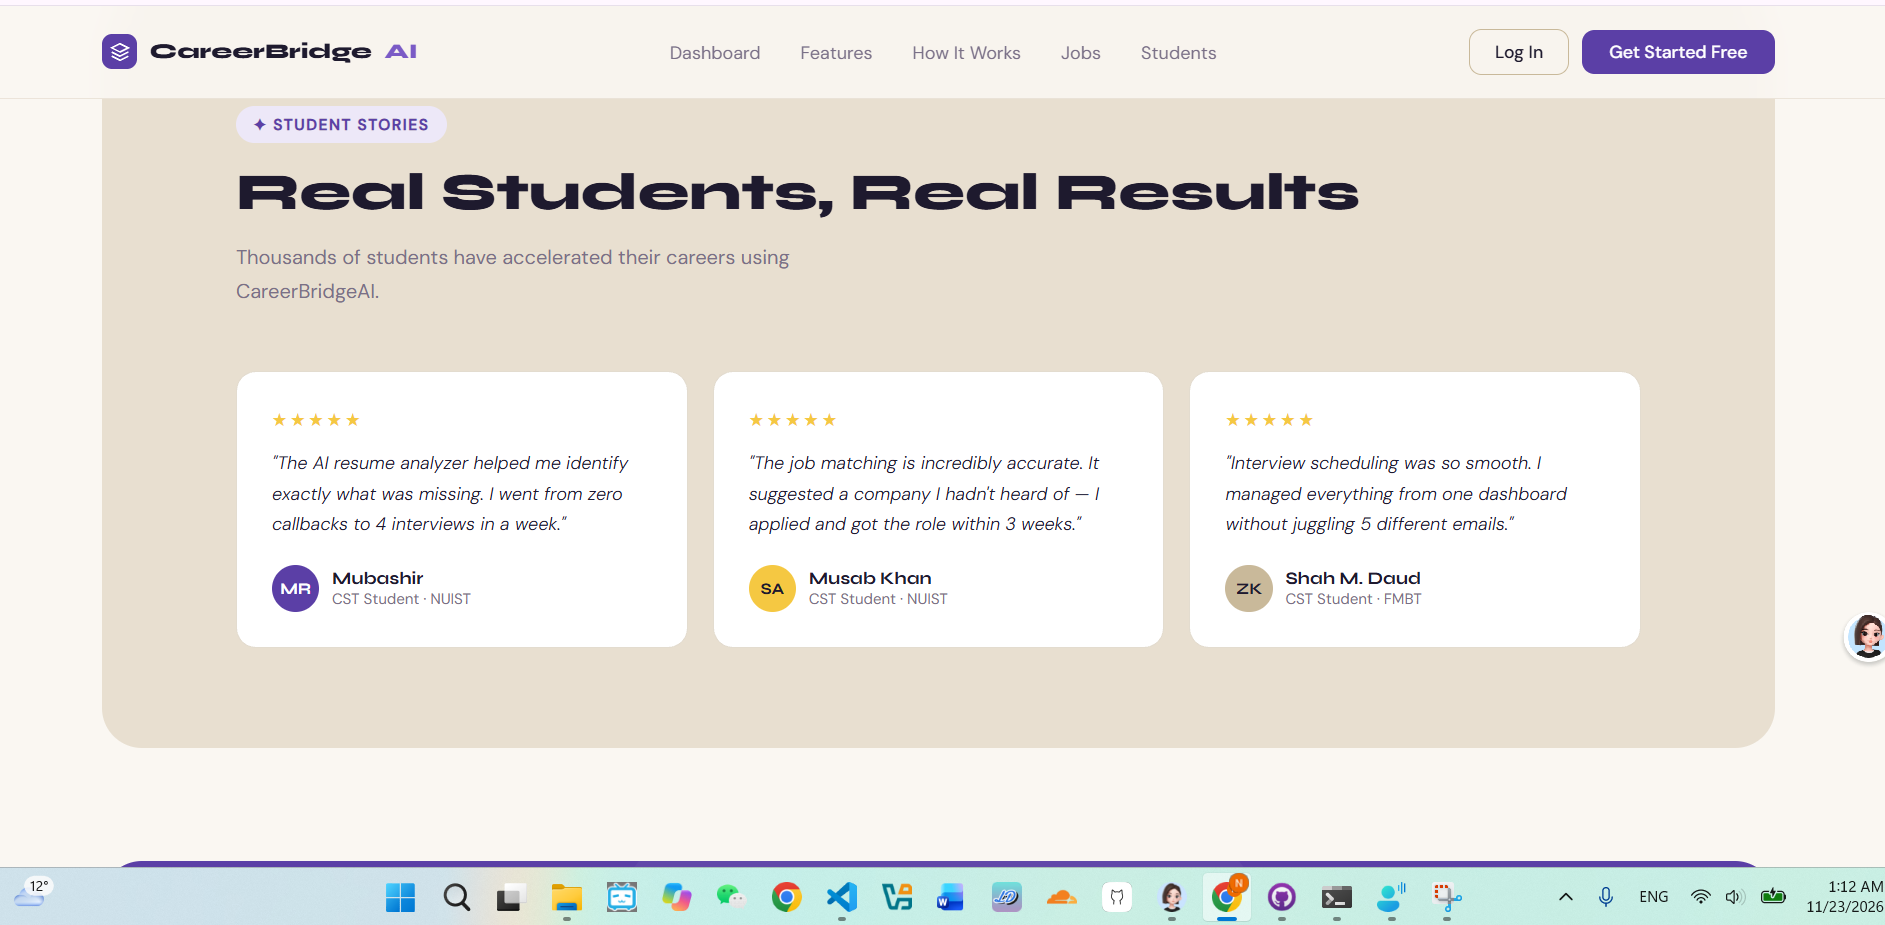 CareerBridge AI
Dashboard
Features
How It Works
Jobs
Students
Log In
Get Started Free
✦ STUDENT STORIES
Real Students, Real Results
Thousands of students have accelerated their careers using
CareerBridgeAI.
★★★★★
"The AI resume analyzer helped me identify
exactly what was missing. I went from zero
callbacks to 4 interviews in a week."
MR
Mubashir
CST Student · NUIST
★★★★★
"The job matching is incredibly accurate. It
suggested a company I hadn't heard of — I
applied and got the role within 3 weeks."
SA
Musab Khan
CST Student · NUIST
★★★★★
"Interview scheduling was so smooth. I
managed everything from one dashboard
without juggling 5 different emails."
ZK
Shah M. Daud
CST Student · FMBT
12°
W
N
ENG
1:12 AM
11/23/2026